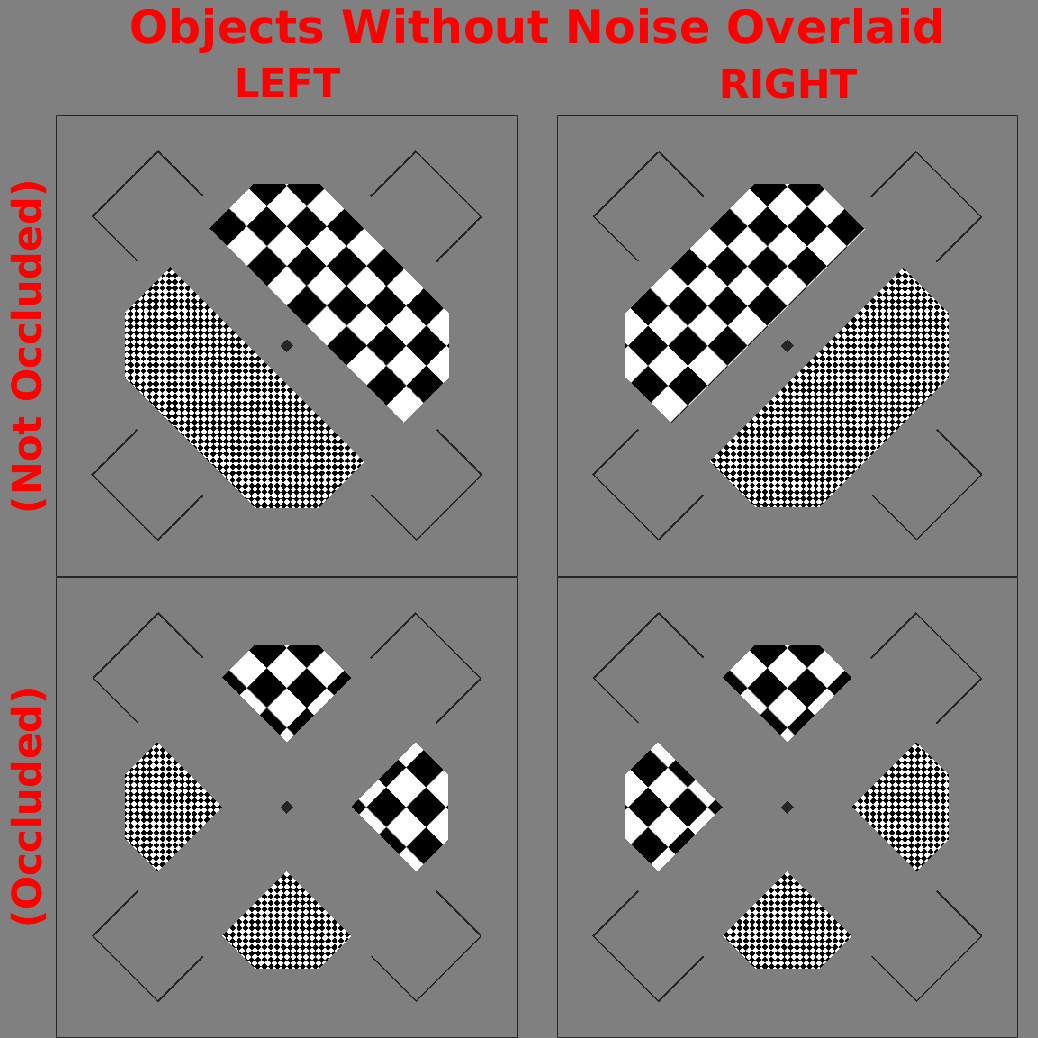 Objects Without Noise Overlaid
LEFT
RIGHT
(Not Occluded)
(Occluded)